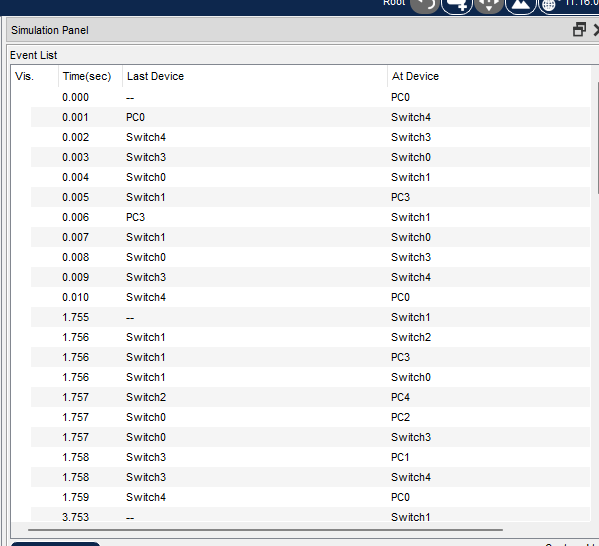 Root 11:16:0
Simulation Panel
Event List
Vis. Time(sec) Last Device At Device
0.000 -- PC0
0.001 PC0 Switch4
0.002 Switch4 Switch3
0.003 Switch3 Switch0
0.004 Switch0 Switch1
0.005 Switch1 PC3
0.006 PC3 Switch1
0.007 Switch1 Switch0
0.008 Switch0 Switch3
0.009 Switch3 Switch4
0.010 Switch4 PC0
1.755 -- Switch1
1.756 Switch1 Switch2
1.756 Switch1 PC3
1.756 Switch1 Switch0
1.757 Switch2 PC4
1.757 Switch0 PC2
1.757 Switch0 Switch3
1.758 Switch3 PC1
1.758 Switch3 Switch4
1.759 Switch4 PC0
3.753 -- Switch1